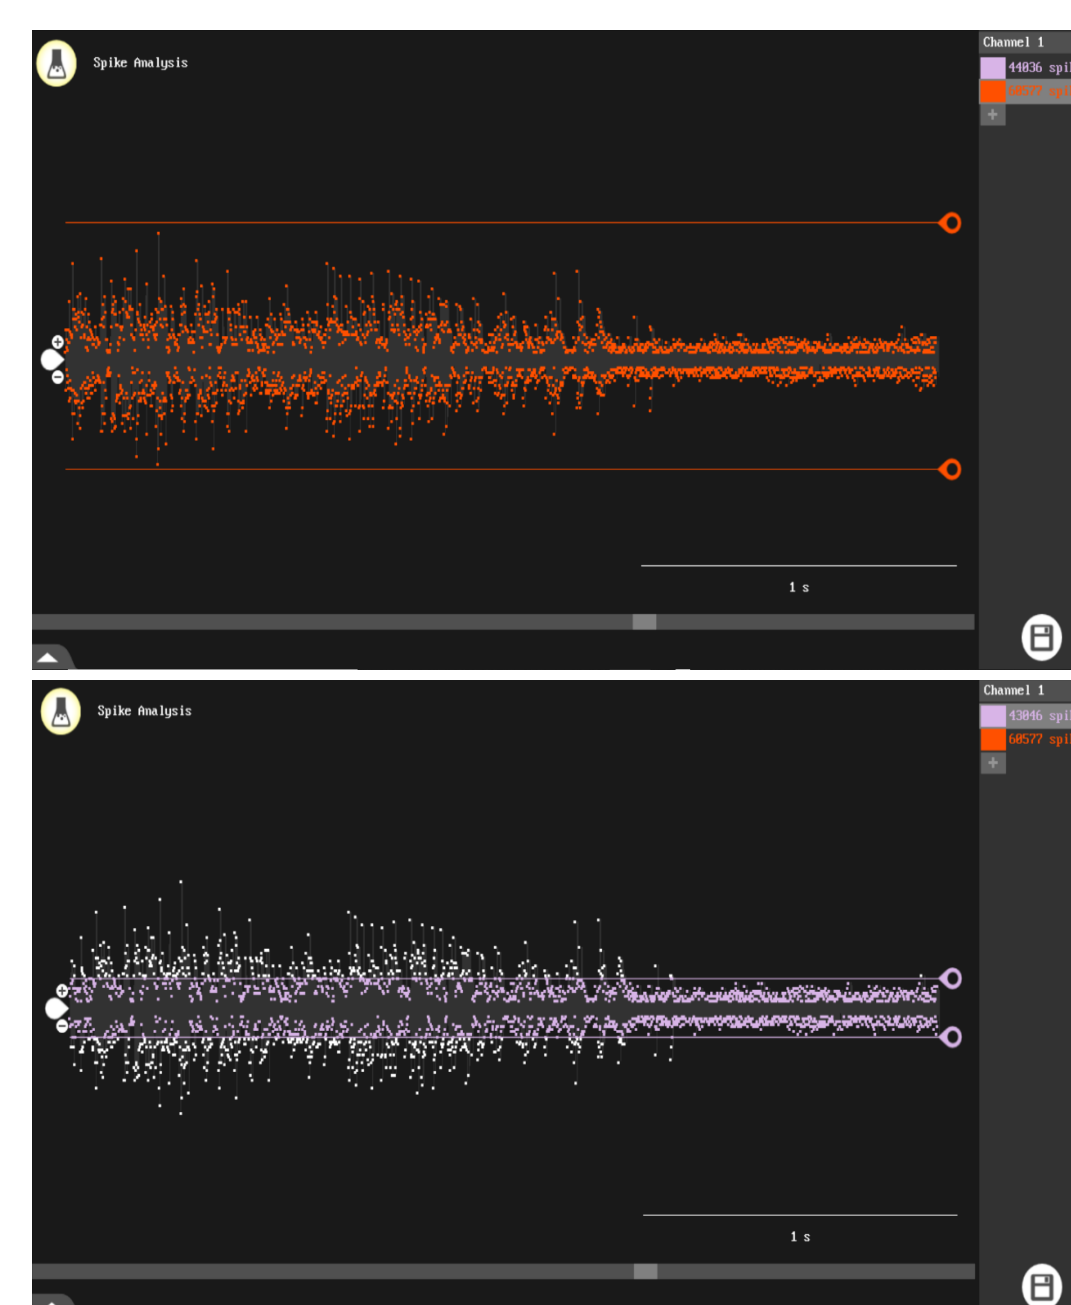 Spike Analysis
Channel 1
44036 spi
60577 spi
+
+
−
1 s
Spike Analysis
Channel 1
43046 spi
60577 spi
+
+
−
1 s